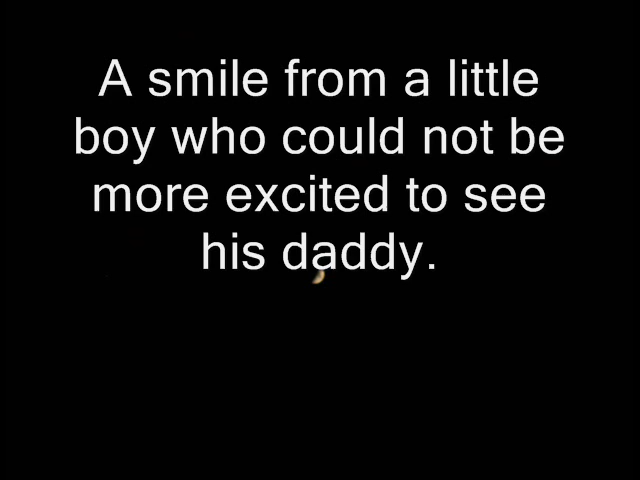 A smile from a little
boy who could not be
more excited to see
his daddy.